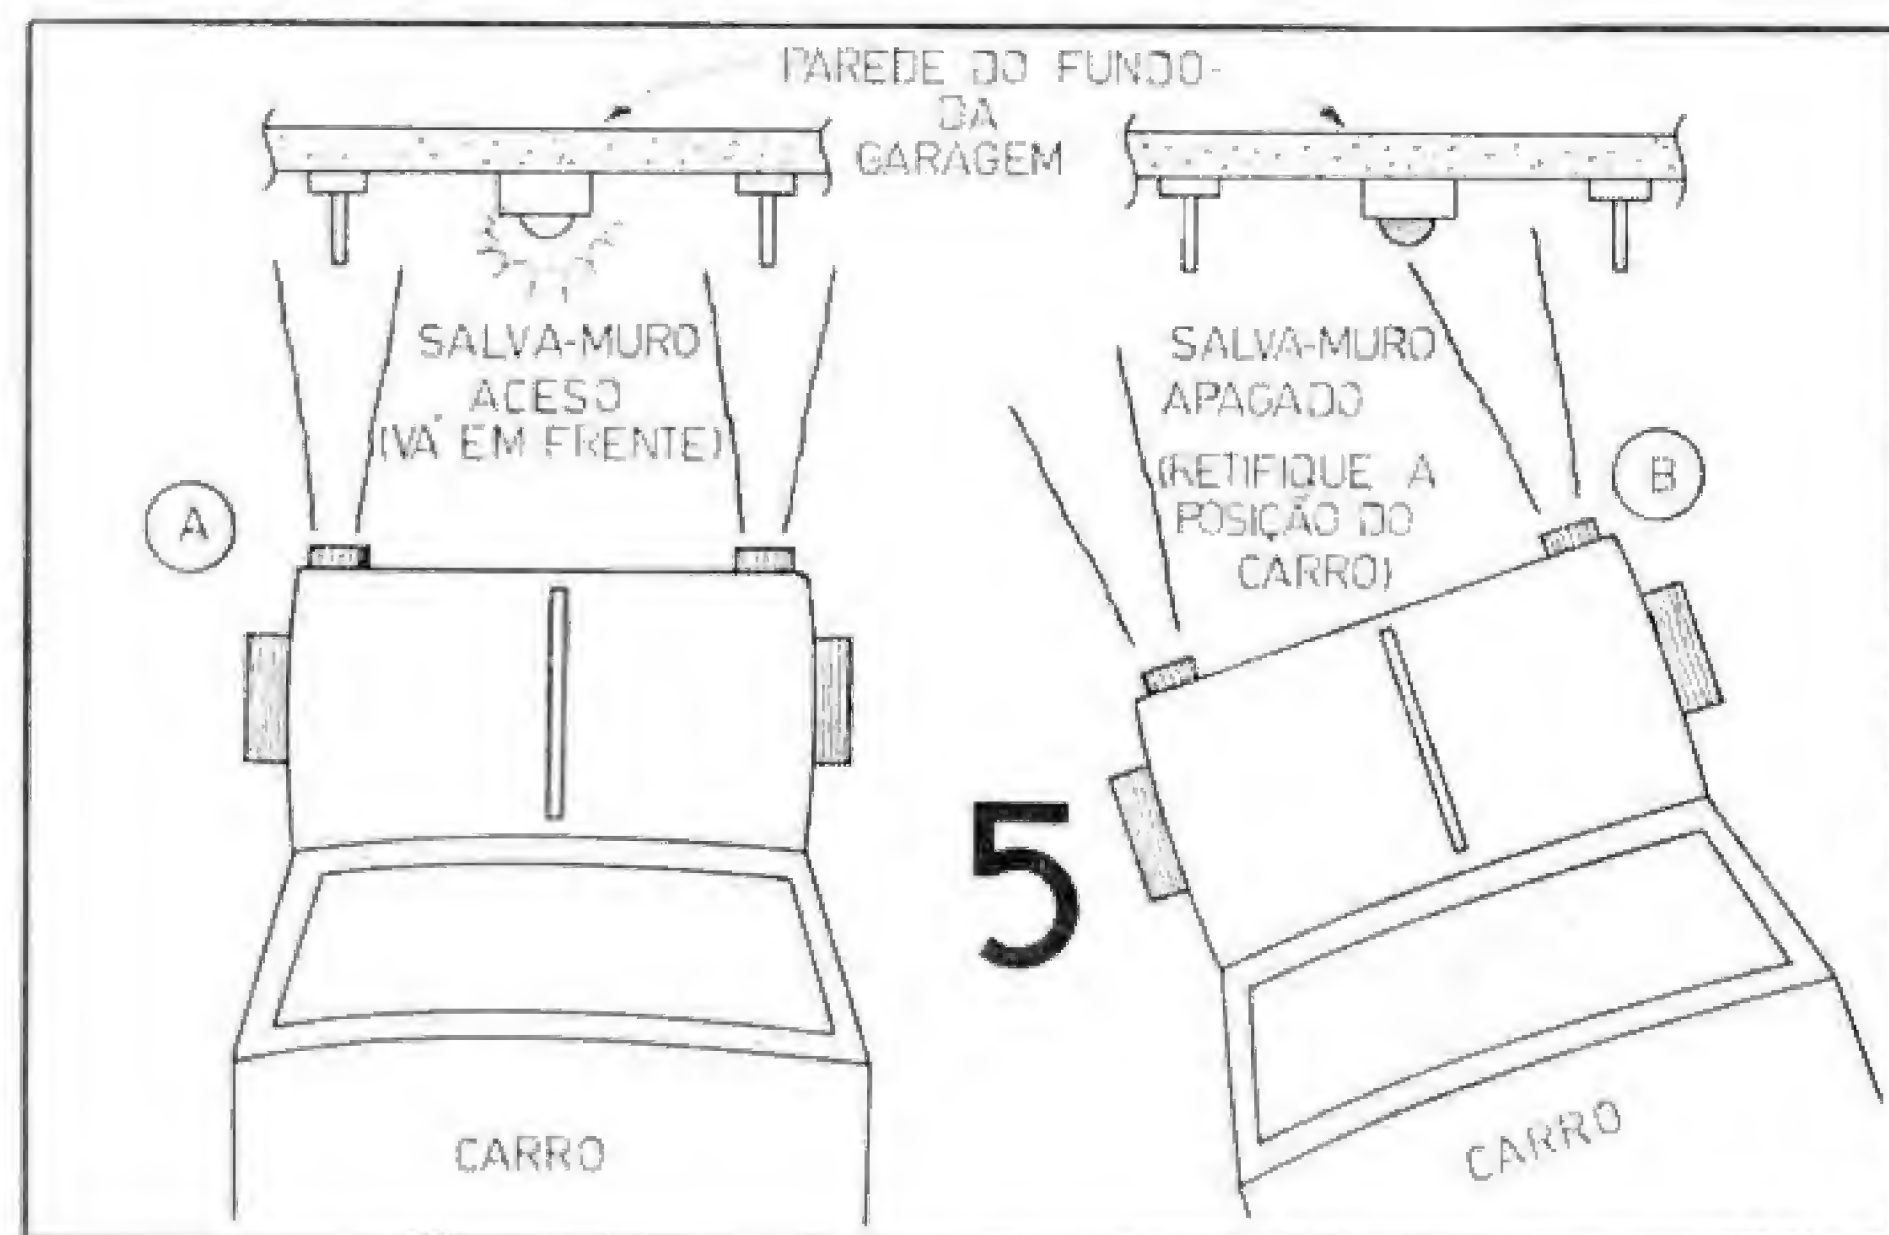 PAREDE DO FUNDO
DA
GARAGEM
SALVA-MURO
ACESO
(VÁ EM FRENTE)
A
SALVA-MURO
APAGADO
(RETIFIQUE A
POSIÇÃO DO
CARRO)
B
5
CARRO
CARRO